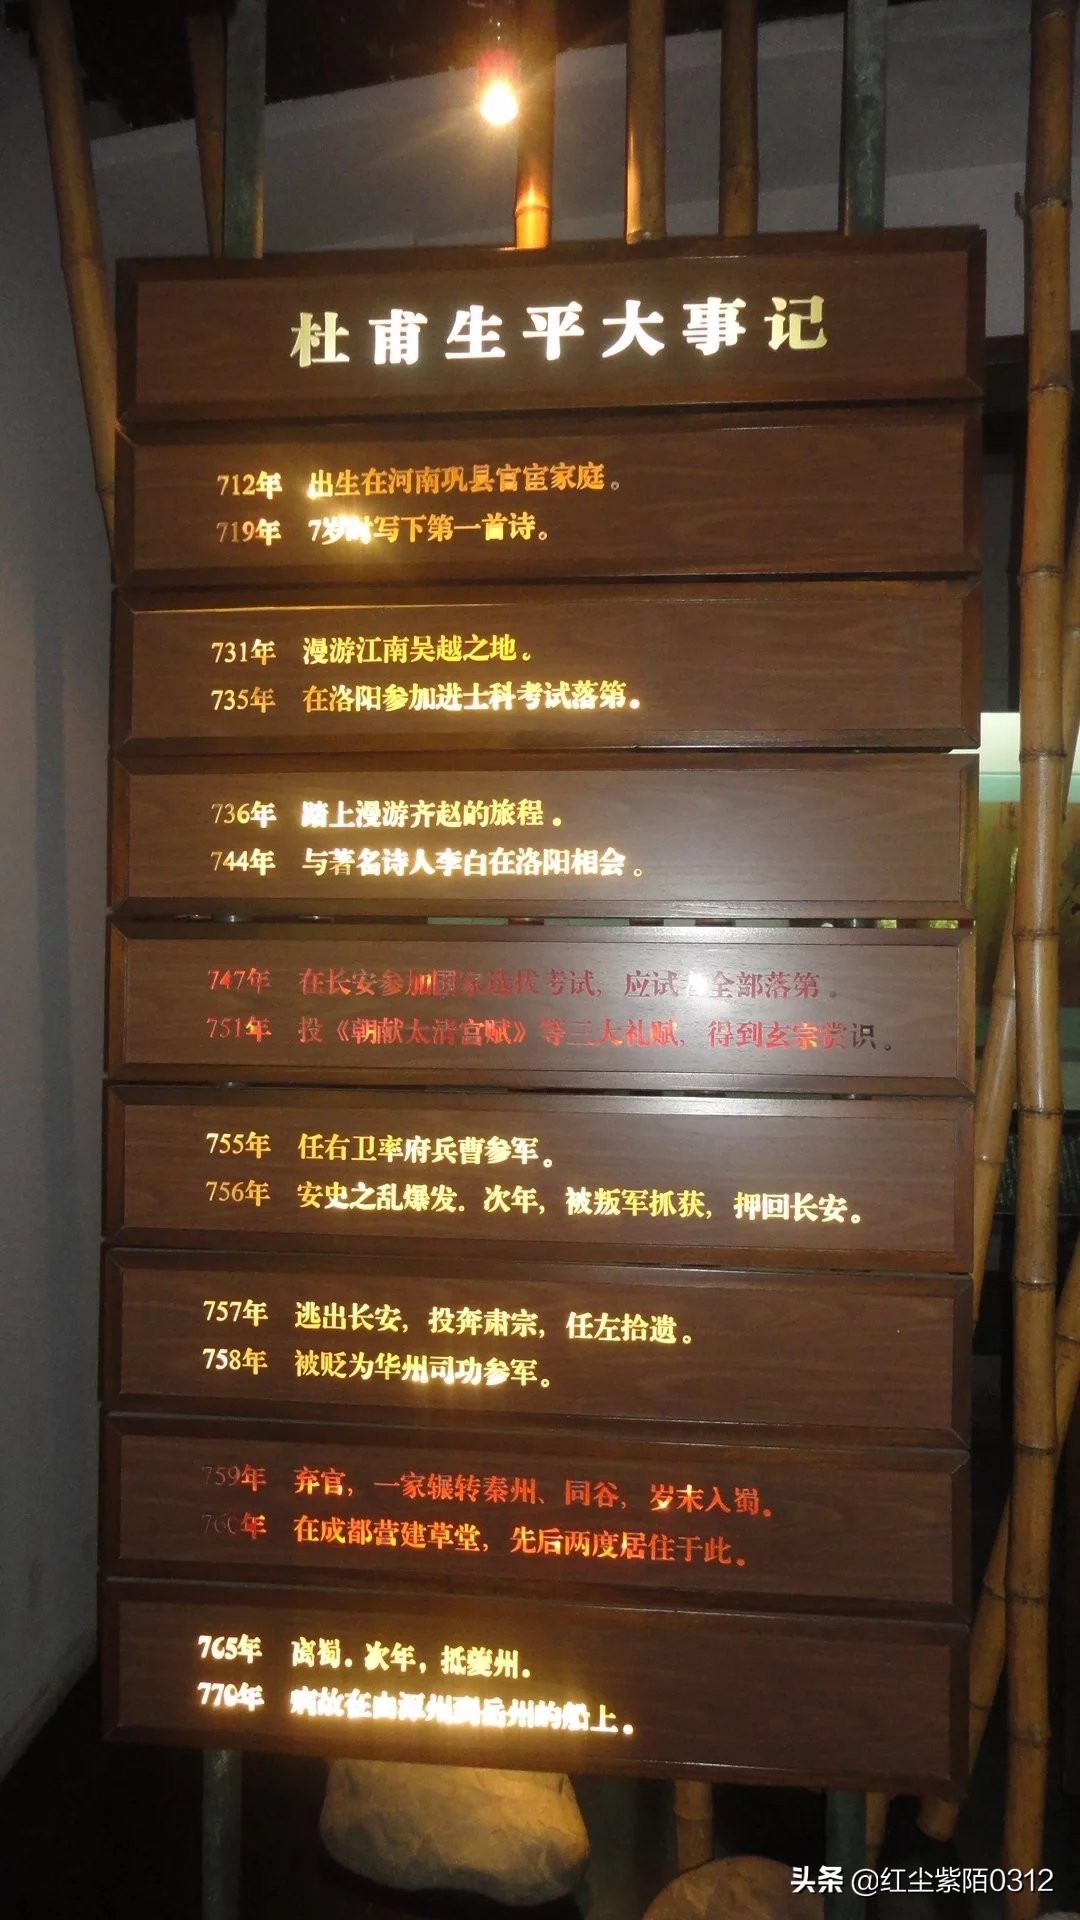 杜甫生平大事记
712年 出生在河南巩县官宦家庭。
719年 7岁时写下第一首诗。
731年 漫游江南吴越之地。
735年 在洛阳参加进士科考试落第。
736年 踏上漫游齐赵的旅程。
744年 与著名诗人李白在洛阳相会。
747年 在长安参加國家选拔考试，应试者全部落第。
751年 投《朝献太清宫赋》等三大礼赋，得到玄宗赏识。
755年 任右卫率府兵曹参军。
756年 安史之乱爆发．次年，被叛军抓获，押回长安。
757年 逃出长安，投奔肃宗，任左拾遗。
758年 被贬为华州司功参军。
759年 弃官，一家辗转秦州、同谷，岁末入蜀。
760年 在成都营建草堂，先后两度居住于此。
765年 离蜀．次年，抵夔州．
770年 病故在由潭州到岳州的船上。
头条 @红尘紫陌0312